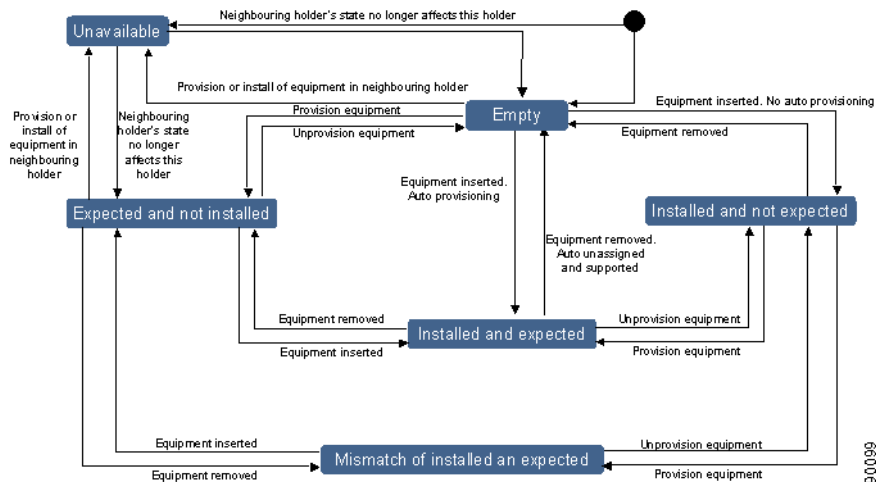 Neighbouring holder's state no longer affects this holder
Unavailable
Provision or install of equipment in neighbouring holder
Equipment inserted. No auto provisioning
Provision equipment
Empty
Unprovision equipment
Equipment removed
Provision or
install of
equipment in
neighbouring
holder
Neighbouring
holder's state
no longer
affects this
holder
Equipment inserted.
Auto provisioning
Expected and not installed
Installed and not expected
Equipment removed.
Auto unassigned
and supported
Equipment removed
Installed and expected
Unprovision equipment
Equipment inserted
Provision equipment
Equipment inserted
Mismatch of installed an expected
Unprovision equipment
Equipment removed
Provision equipment
90099